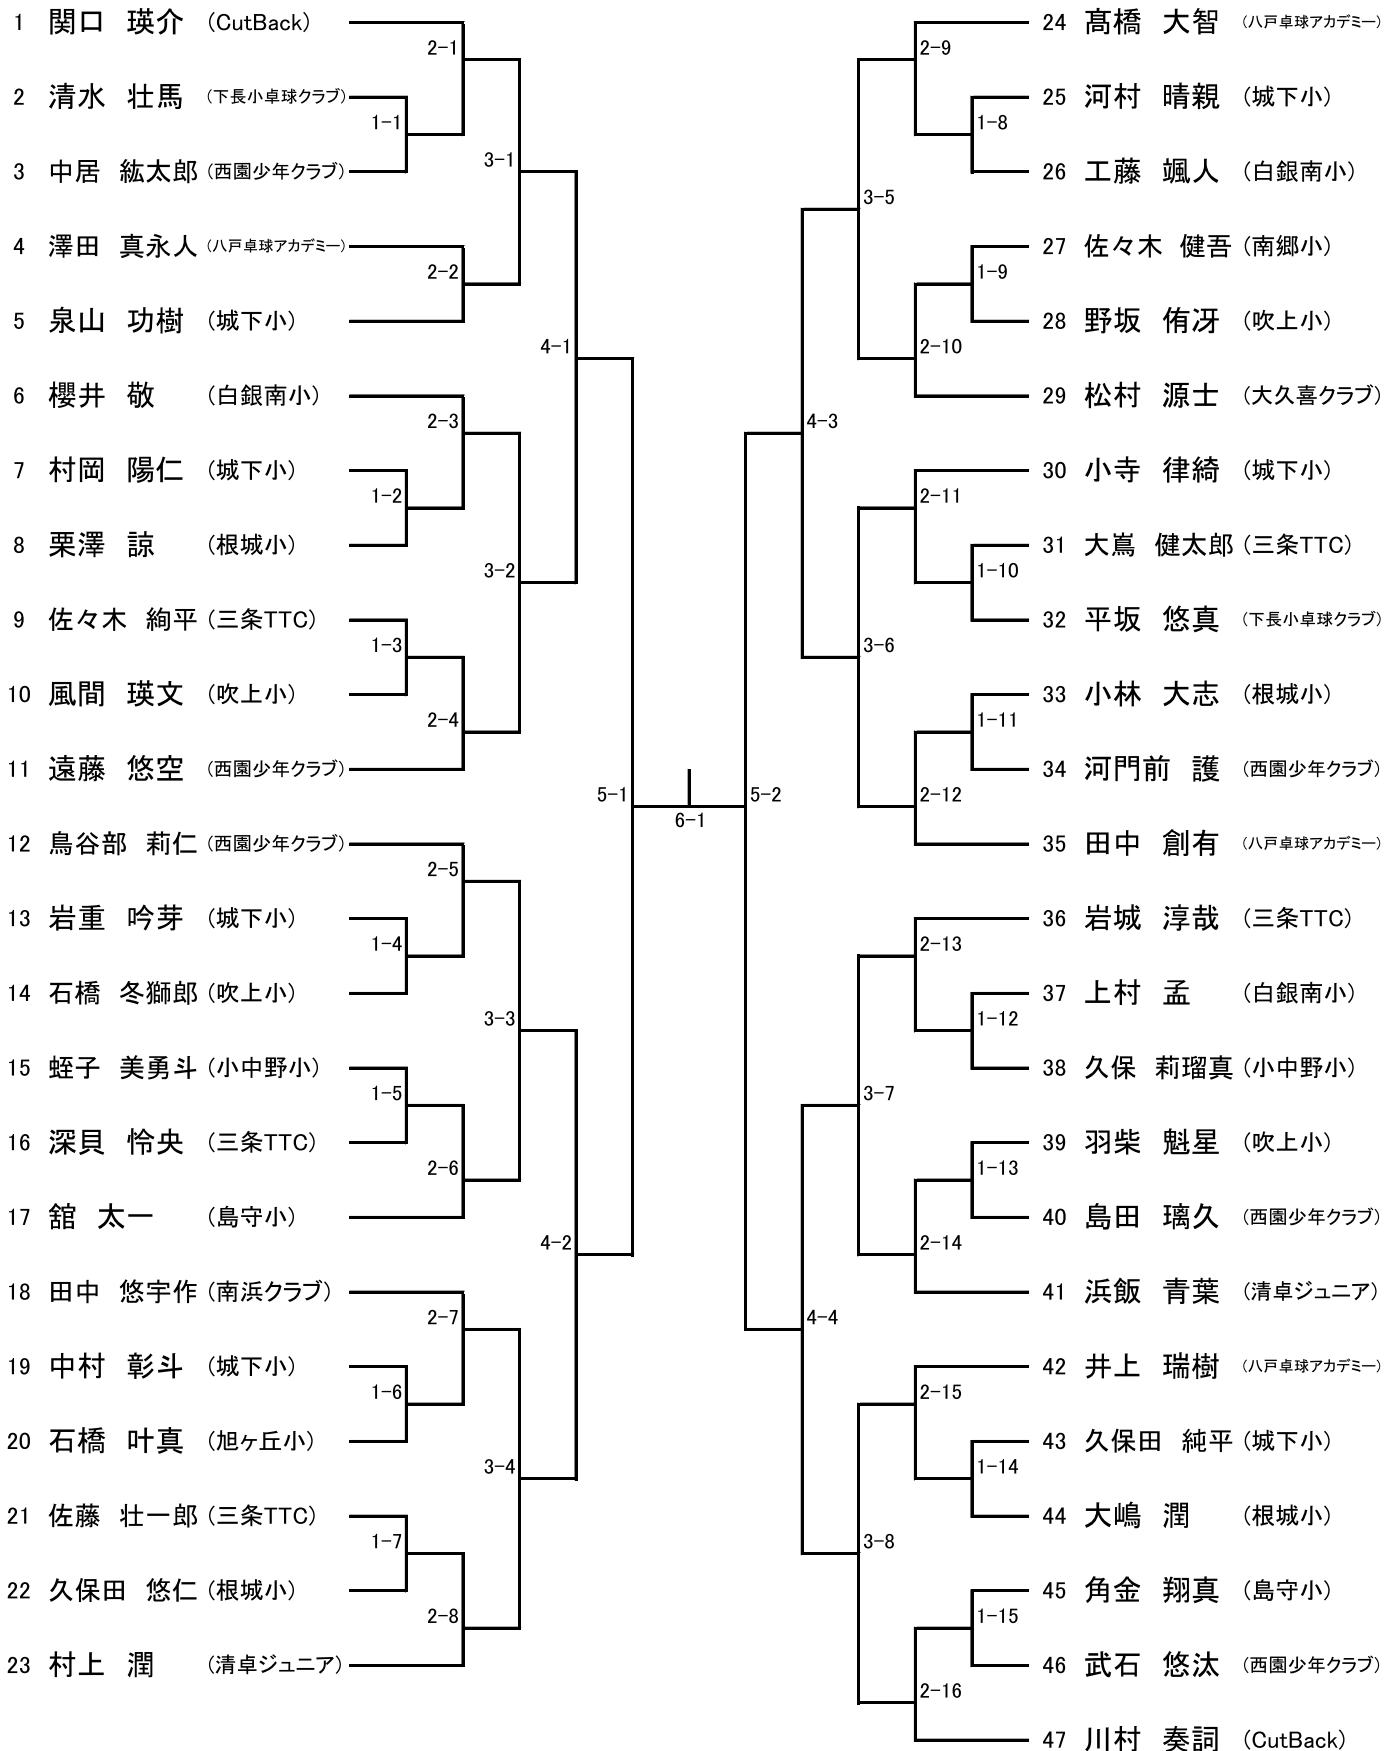 1 関口 瑛介 (CutBack)
2 清水 壮馬 (下長小卓球クラブ)
3 中居 紘太郎 (西園少年クラブ)
4 澤田 真永人 (八戸卓球アカデミー)
5 泉山 功樹 (城下小)
6 櫻井 敬 (白銀南小)
7 村岡 陽仁 (城下小)
8 栗澤 諒 (根城小)
9 佐々木 絢平 (三条TTC)
10 風間 瑛文 (吹上小)
11 遠藤 悠空 (西園少年クラブ)
12 鳥谷部 莉仁 (西園少年クラブ)
13 岩重 吟芽 (城下小)
14 石橋 冬獅郎 (吹上小)
15 蛭子 美勇斗 (小中野小)
16 深貝 怜央 (三条TTC)
17 舘 太一 (島守小)
18 田中 悠宇作 (南浜クラブ)
19 中村 彰斗 (城下小)
20 石橋 叶真 (旭ヶ丘小)
21 佐藤 壮一郎 (三条TTC)
22 久保田 悠仁 (根城小)
23 村上 潤 (清卓ジュニア)
1-1
1-2
1-3
1-4
1-5
1-6
1-7
2-1
2-2
2-3
2-4
2-5
2-6
2-7
2-8
3-1
3-2
3-3
3-4
4-1
4-2
5-1
6-1
5-2
4-3
4-4
3-5
3-6
3-7
3-8
2-9
2-10
2-11
2-12
2-13
2-14
2-15
2-16
1-8
1-9
1-10
1-11
1-12
1-13
1-14
1-15
24 髙橋 大智 (八戸卓球アカデミー)
25 河村 晴親 (城下小)
26 工藤 颯人 (白銀南小)
27 佐々木 健吾 (南郷小)
28 野坂 侑冴 (吹上小)
29 松村 源士 (大久喜クラブ)
30 小寺 律綺 (城下小)
31 大嶌 健太郎 (三条TTC)
32 平坂 悠真 (下長小卓球クラブ)
33 小林 大志 (根城小)
34 河門前 護 (西園少年クラブ)
35 田中 創有 (八戸卓球アカデミー)
36 岩城 淳哉 (三条TTC)
37 上村 孟 (白銀南小)
38 久保 莉瑠真 (小中野小)
39 羽柴 魁星 (吹上小)
40 島田 璃久 (西園少年クラブ)
41 浜飯 青葉 (清卓ジュニア)
42 井上 瑞樹 (八戸卓球アカデミー)
43 久保田 純平 (城下小)
44 大嶋 潤 (根城小)
45 角金 翔真 (島守小)
46 武石 悠汰 (西園少年クラブ)
47 川村 奏詞 (CutBack)